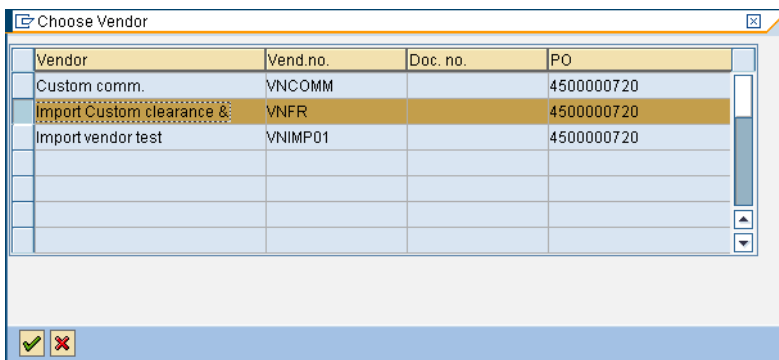 Choose Vendor
Vendor Vend.no. Doc. no. PO
Custom comm. VNCOMM 4500000720
Import Custom clearance & VNFR 4500000720
Import vendor test VNIMP01 4500000720